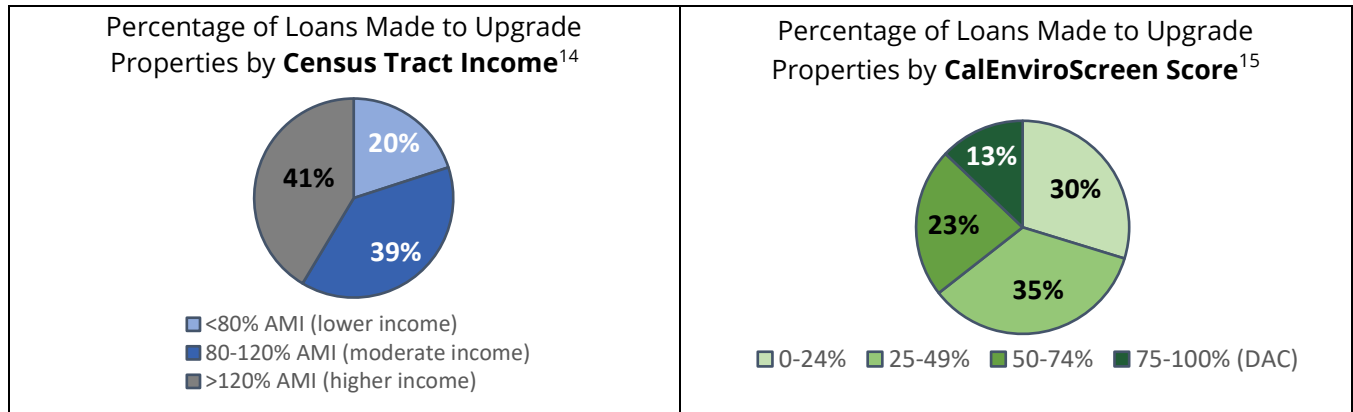 Percentage of Loans Made to Upgrade
Properties by Census Tract Income14
20%
41%
39%
<80% AMI (lower income)
80-120% AMI (moderate income)
>120% AMI (higher income)
Percentage of Loans Made to Upgrade
Properties by CalEnviroScreen Score15
13%
30%
23%
35%
0-24% 25-49% 50-74% 75-100% (DAC)